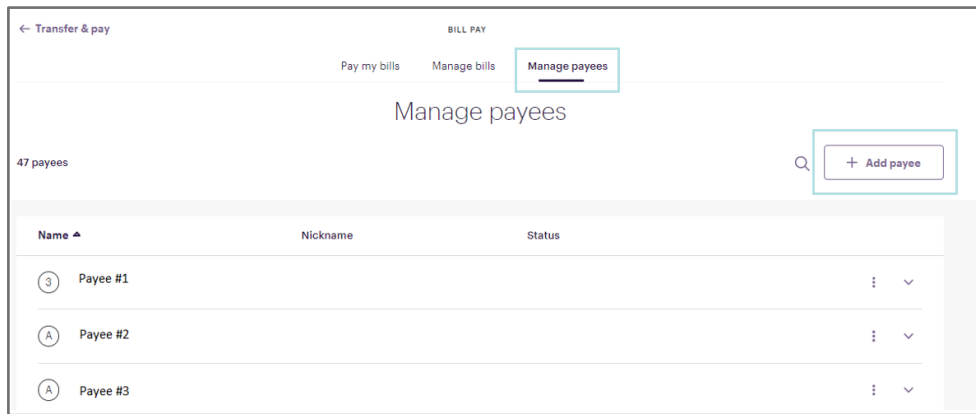 ← Transfer & pay
BILL PAY
Pay my bills Manage bills Manage payees
Manage payees
47 payees
+ Add payee
Name Nickname Status
3 Payee #1
A Payee #2
A Payee #3